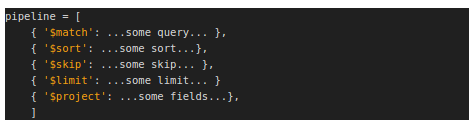 pipeline = [
    { '$match': ...some query... },
    { '$sort': ...some sort...},
    { '$skip': ...some skip... },
    { '$limit': ...some limit... }
    { '$project': ...some fields...},
    ]